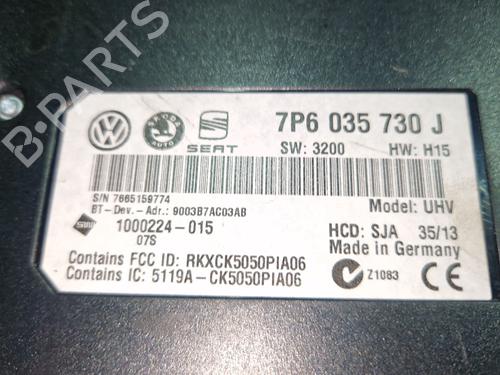 B-PARTS
7P6 035 730 J
SKODA
AUTO
SEAT
SW: 3200 HW: H15
S/N 7665159774
BT-Dev.-Adr.: 9003B7AC03AB
Model: UHV
1000224-015
07S
HCD: SJA 35/13
Made in Germany
Contains FCC ID: RKXCK5050PIA06
Contains IC: 5119A-CK5050PIA06
CE
Z1083